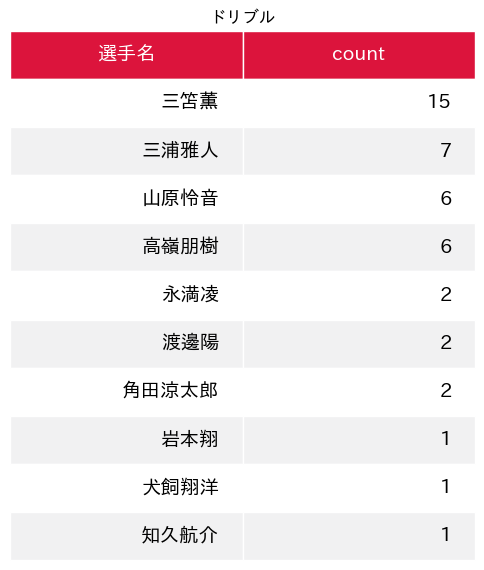 ドリブル
選手名 count
三笘薫 15
三浦雅人 7
山原怜音 6
高嶺朋樹 6
永満凌 2
渡邊陽 2
角田涼太郎 2
岩本翔 1
犬飼翔洋 1
知久航介 1